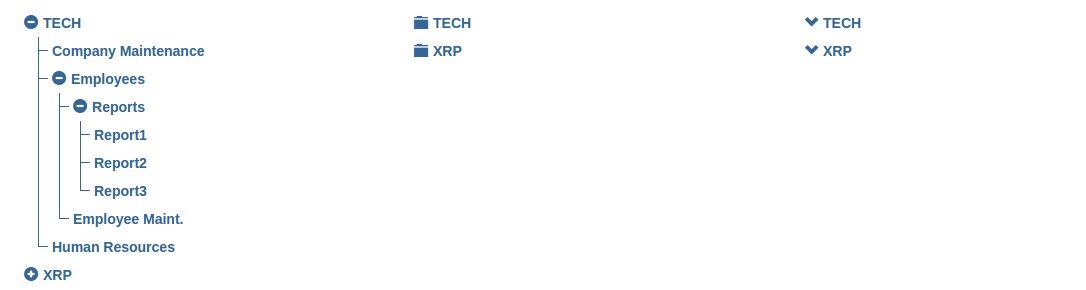 TECH
Company Maintenance
Employees
Reports
Report1
Report2
Report3
Employee Maint.
Human Resources
XRP
TECH
XRP
TECH
XRP